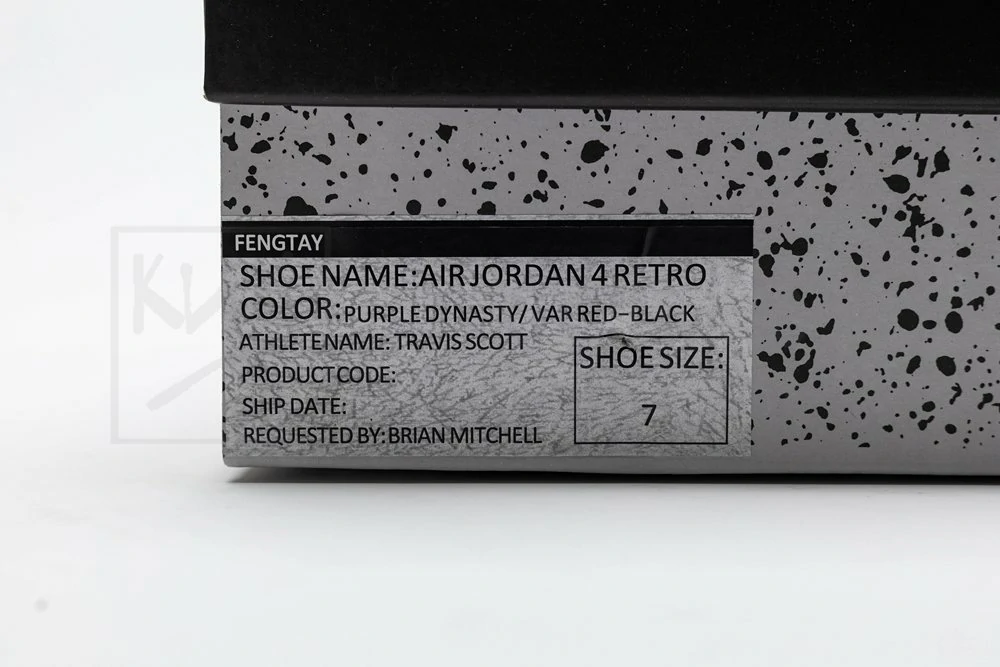 FENGTAY
SHOE NAME: AIR JORDAN 4 RETRO
COLOR: PURPLE DYNASTY/ VAR RED-BLACK
ATHLETE NAME: TRAVIS SCOTT
PRODUCT CODE:
SHIP DATE:
REQUESTED BY: BRIAN MITCHELL
SHOE SIZE:
7